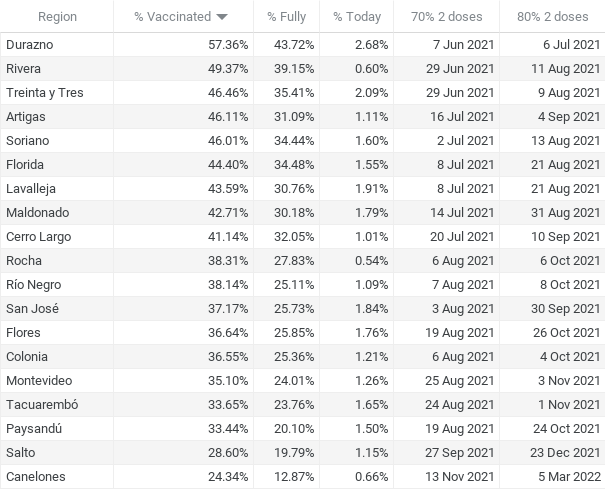 Region % Vaccinated % Fully % Today 70% 2 doses 80% 2 doses
Durazno 57.36% 43.72% 2.68% 7 Jun 2021 6 Jul 2021
Rivera 49.37% 39.15% 0.60% 29 Jun 2021 11 Aug 2021
Treinta y Tres 46.46% 35.41% 2.09% 29 Jun 2021 9 Aug 2021
Artigas 46.11% 31.09% 1.11% 16 Jul 2021 4 Sep 2021
Soriano 46.01% 34.44% 1.60% 2 Jul 2021 13 Aug 2021
Florida 44.40% 34.48% 1.55% 8 Jul 2021 21 Aug 2021
Lavalleja 43.59% 30.76% 1.91% 8 Jul 2021 21 Aug 2021
Maldonado 42.71% 30.18% 1.79% 14 Jul 2021 31 Aug 2021
Cerro Largo 41.14% 32.05% 1.01% 20 Jul 2021 10 Sep 2021
Rocha 38.31% 27.83% 0.54% 6 Aug 2021 6 Oct 2021
Río Negro 38.14% 25.11% 1.09% 7 Aug 2021 8 Oct 2021
San José 37.17% 25.73% 1.84% 3 Aug 2021 30 Sep 2021
Flores 36.64% 25.85% 1.76% 19 Aug 2021 26 Oct 2021
Colonia 36.55% 25.36% 1.21% 6 Aug 2021 4 Oct 2021
Montevideo 35.10% 24.01% 1.26% 25 Aug 2021 3 Nov 2021
Tacuarembó 33.65% 23.76% 1.65% 24 Aug 2021 1 Nov 2021
Paysandú 33.44% 20.10% 1.50% 19 Aug 2021 24 Oct 2021
Salto 28.60% 19.79% 1.15% 27 Sep 2021 23 Dec 2021
Canelones 24.34% 12.87% 0.66% 13 Nov 2021 5 Mar 2022